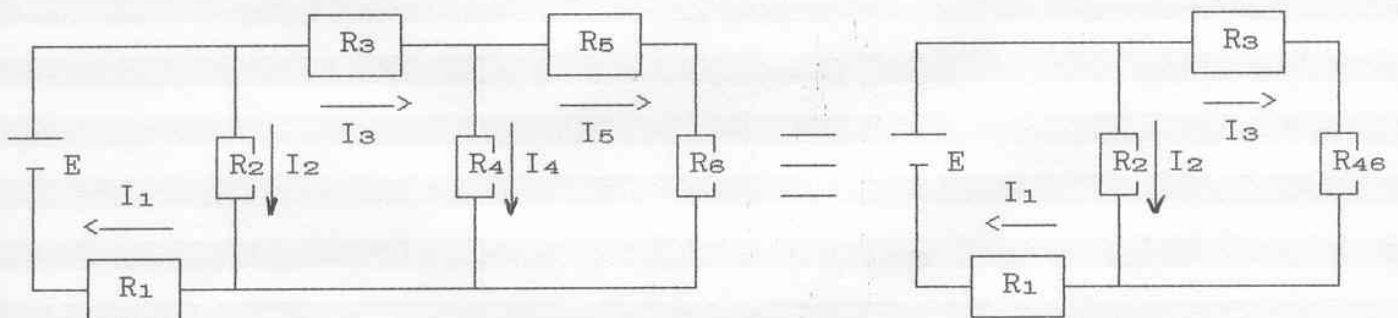 R3 R5 R3
I3 I5 I3
E R2 I2 R4 I4 R6 E R2 I2 R46
I1 I1
R1 R1